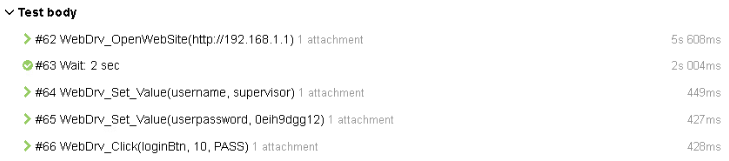 Test body
#62 WebDrv_OpenWebSite(http://192.168.1.1) 1 attachment 5s 608ms
#63 Wait: 2 sec 2s 004ms
#64 WebDrv_Set_Value(username, supervisor) 1 attachment 449ms
#65 WebDrv_Set_Value(userpassword, 0eih9dgg12) 1 attachment 427ms
#66 WebDrv_Click(loginBtn, 10, PASS) 1 attachment 428ms